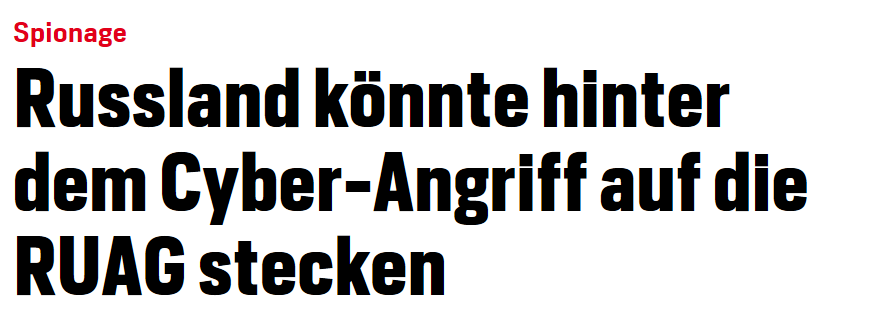 Spionage
Russland könnte hinter
dem Cyber-Angriff auf die
RUAG stecken